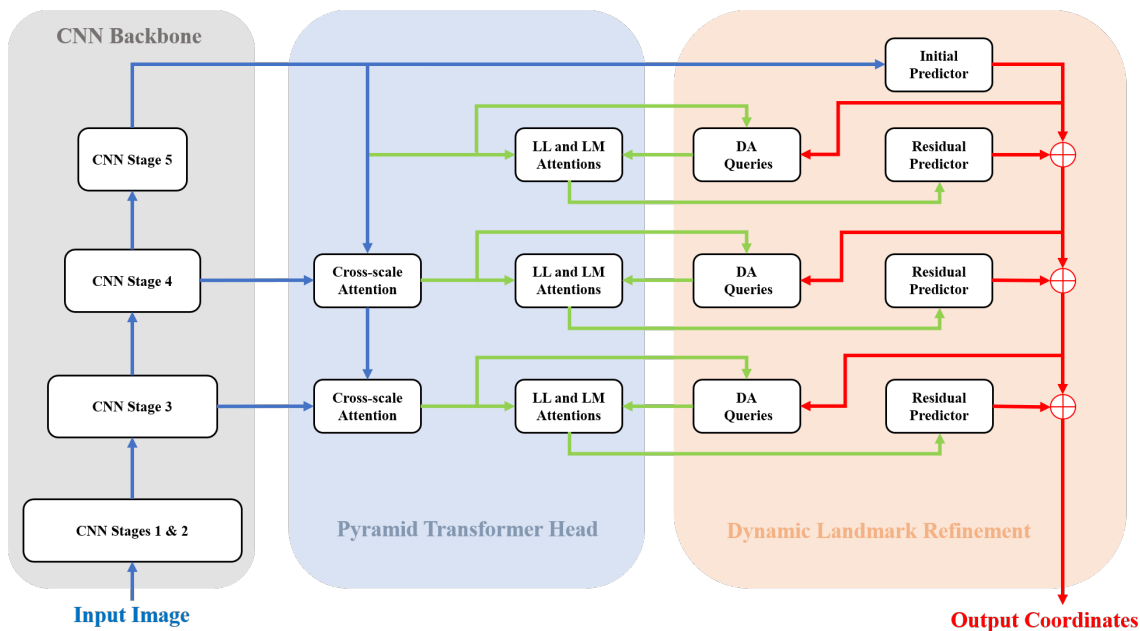 CNN Backbone
Initial
Predictor
CNN Stage 5
LL and LM
Attentions
DA
Queries
Residual
Predictor
CNN Stage 4
Cross-scale
Attention
LL and LM
Attentions
DA
Queries
Residual
Predictor
CNN Stage 3
Cross-scale
Attention
LL and LM
Attentions
DA
Queries
Residual
Predictor
CNN Stages 1 & 2
Pyramid Transformer Head
Dynamic Landmark Refinement
Input Image
Output Coordinates